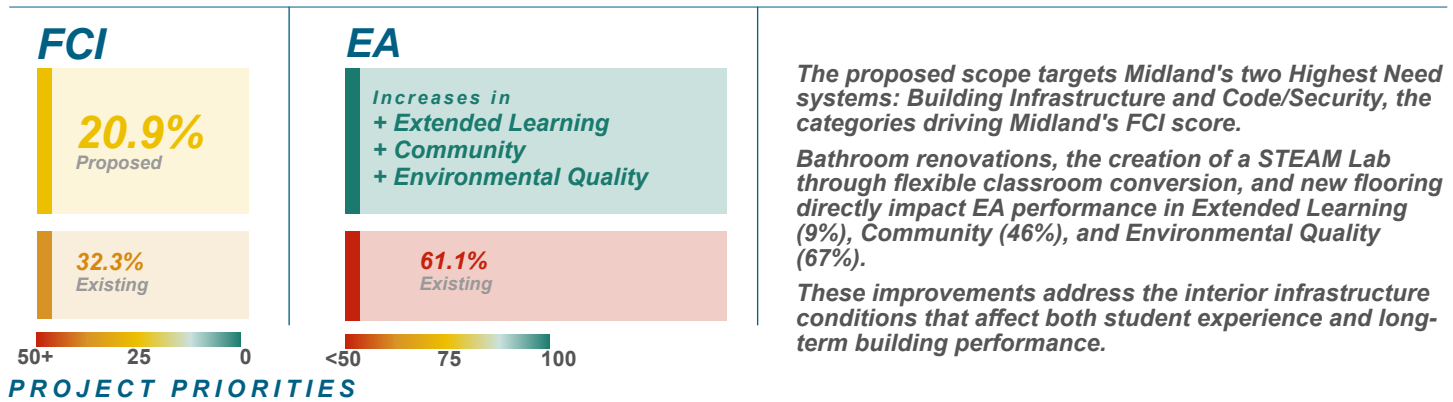 FCI
20.9%
Proposed
32.3%
Existing
50+ 25 0
EA
Increases in
+ Extended Learning
+ Community
+ Environmental Quality
61.1%
Existing
<50 75 100
The proposed scope targets Midland's two Highest Need
systems: Building Infrastructure and Code/Security, the
categories driving Midland's FCI score.
Bathroom renovations, the creation of a STEAM Lab
through flexible classroom conversion, and new flooring
directly impact EA performance in Extended Learning
(9%), Community (46%), and Environmental Quality
(67%).
These improvements address the interior infrastructure
conditions that affect both student experience and long-
term building performance.
PROJECT PRIORITIES